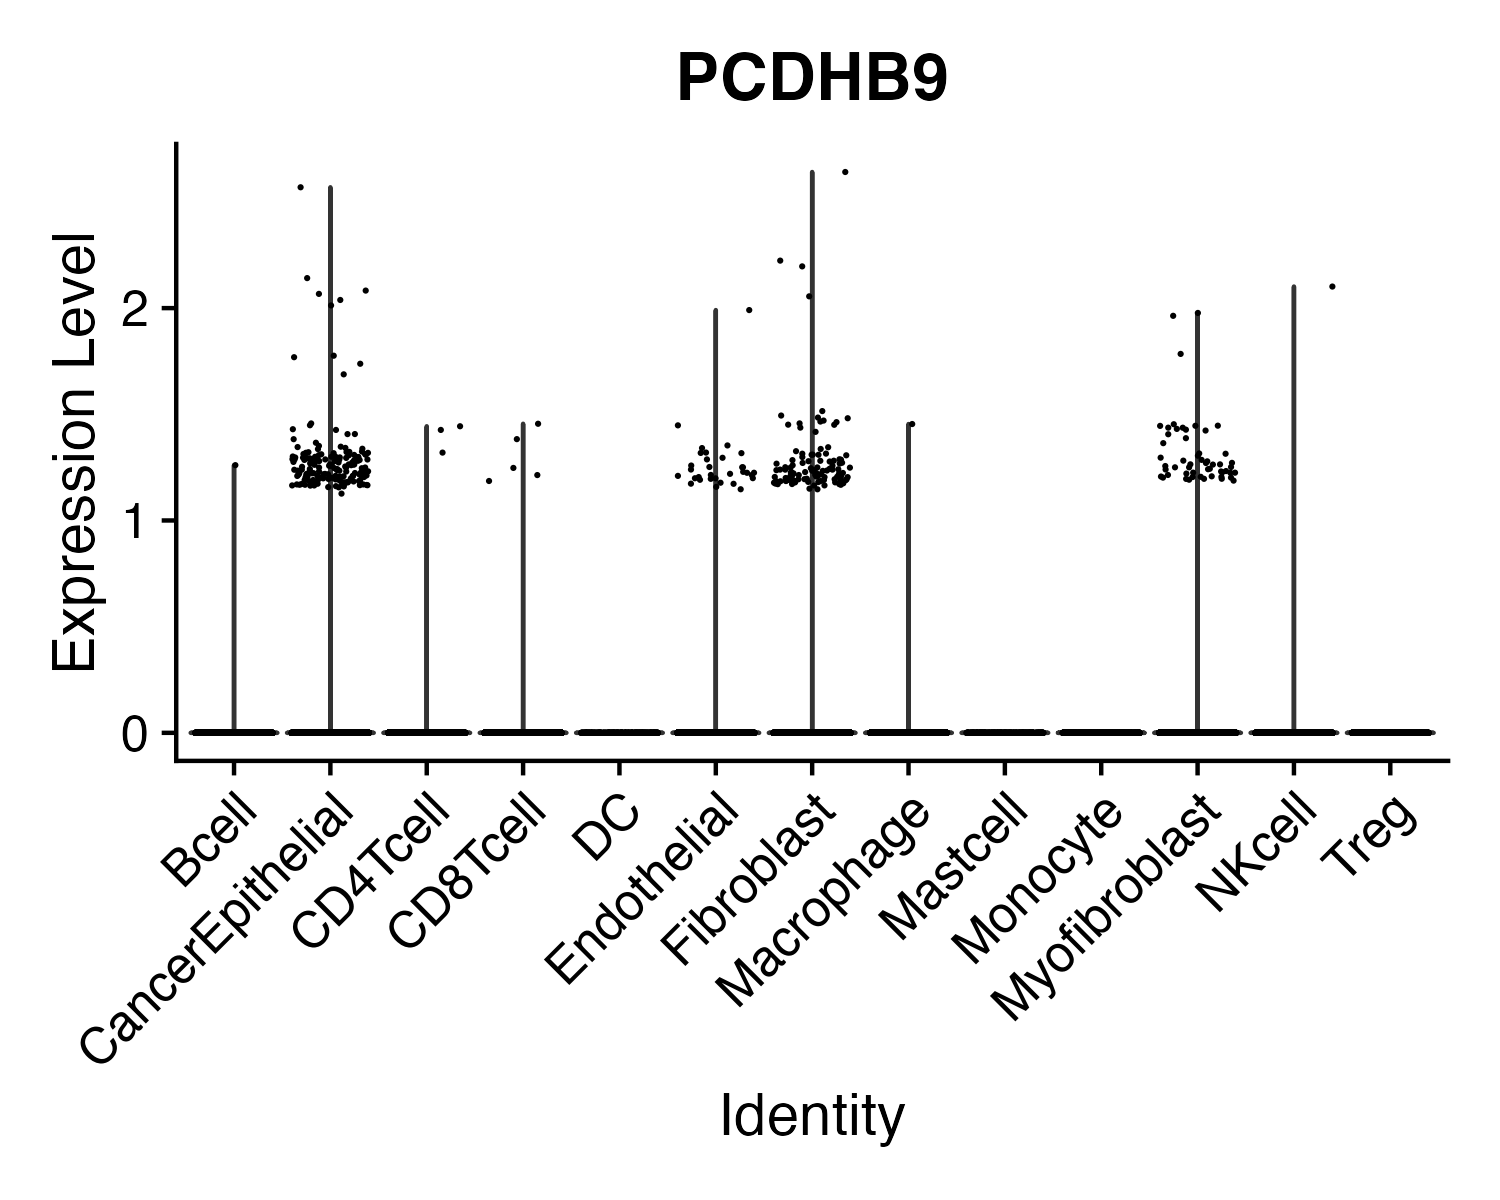 PCDHB9
Expression Level
2
1
0
Bcell
CancerEpithelial
CD4Tcell
CD8Tcell
DC
Endothelial
Fibroblast
Macrophage
Mastcell
Monocyte
Myofibroblast
NKcell
Treg
Identity